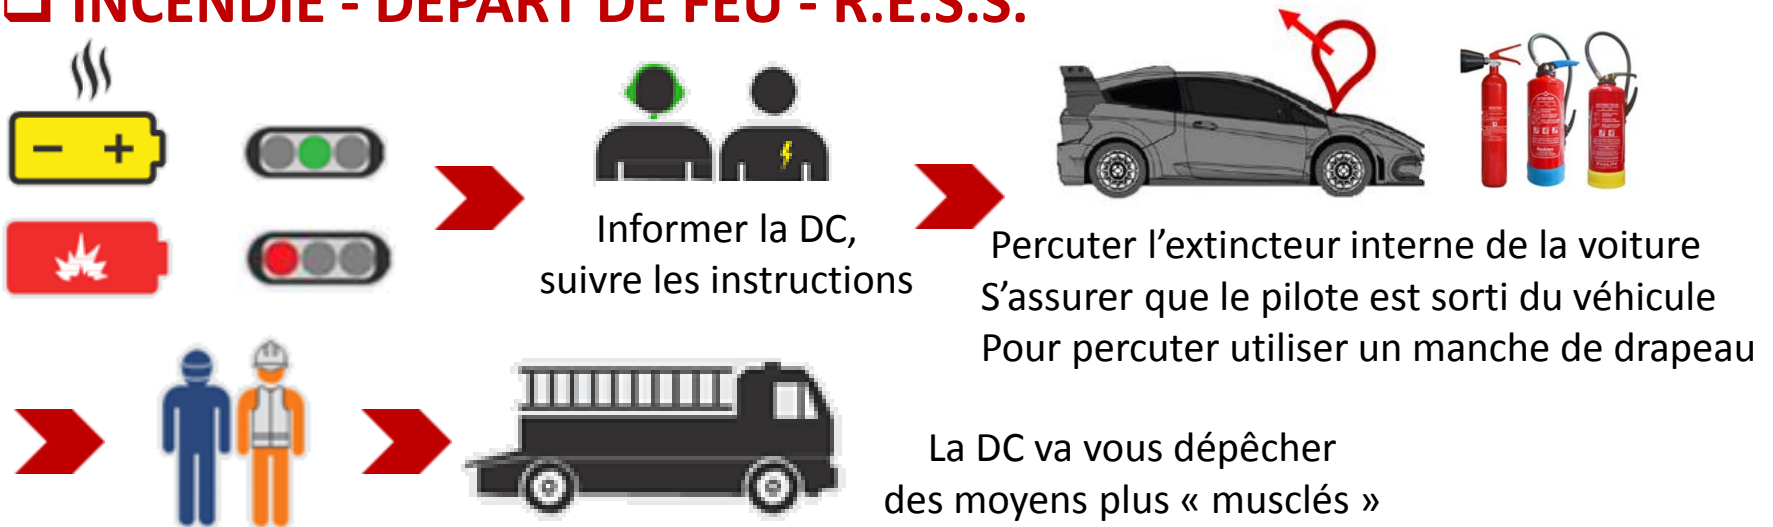 INCENDIE - DEPART DE FEU - R.E.S.S.
- +
Informer la DC,
suivre les instructions
Percuter l’extincteur interne de la voiture
S’assurer que le pilote est sorti du véhicule
Pour percuter utiliser un manche de drapeau
La DC va vous dépêcher
des moyens plus « musclés »